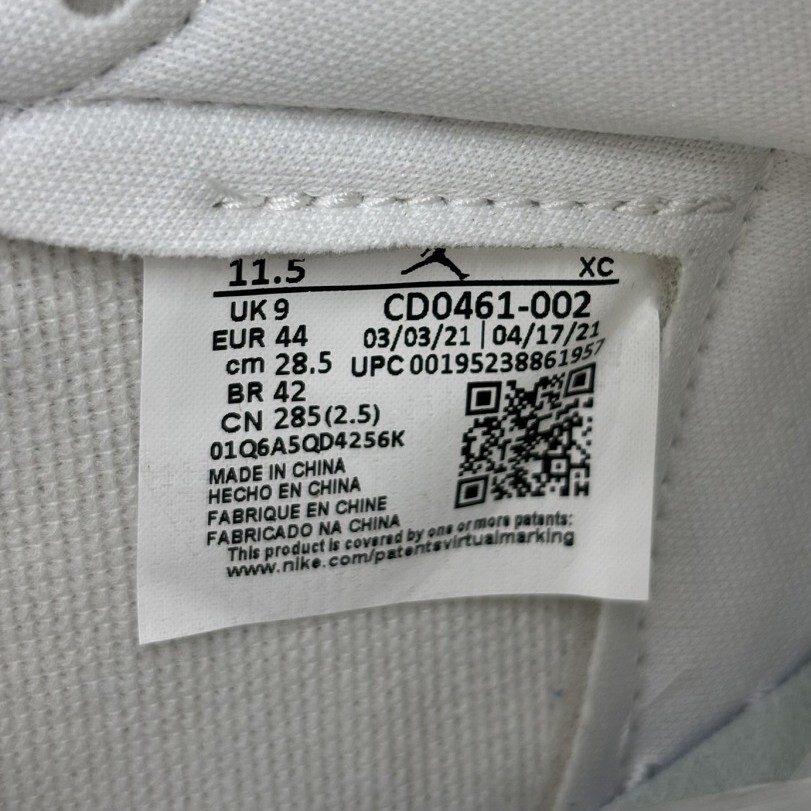 11.5 XC
UK 9 CD0461-002
EUR 44 03/03/21 | 04/17/21
cm 28.5 UPC 00195238861957
BR 42
CN 285(2.5)
01Q6A5QD4256K
MADE IN CHINA
HECHO EN CHINA
FABRIQUE EN CHINE
FABRICADO NA CHINA
This product is covered by one or more patents:
www.nike.com/patentsvirtualmarking